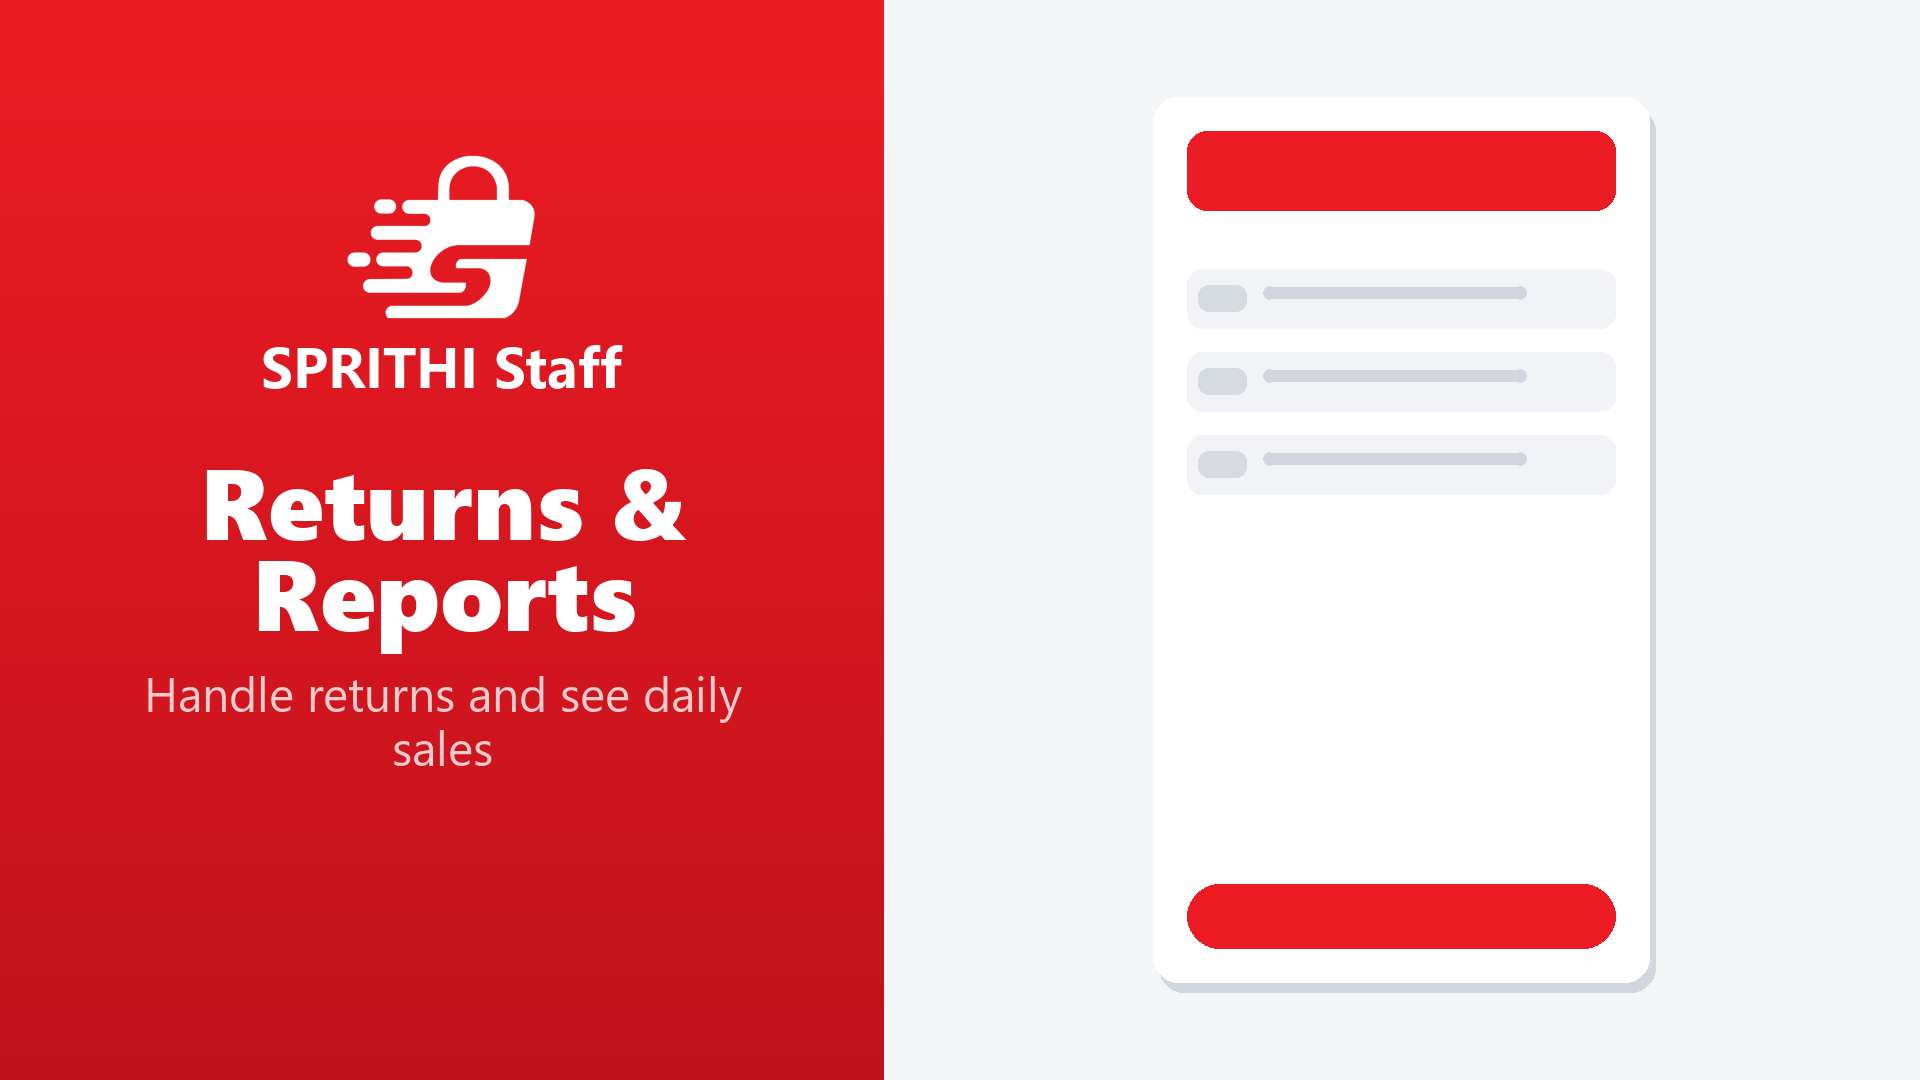 SPRITHI Staff
Returns &
Reports
Handle returns and see daily
sales